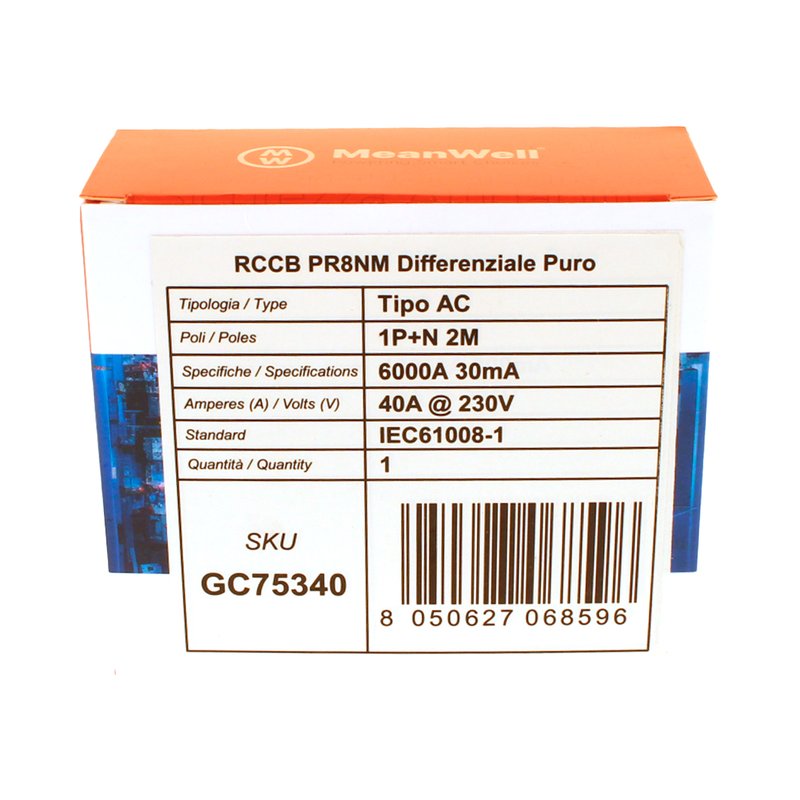 MW MeanWell
RCCB PR8NM Differenziale Puro
Tipologia / Type Tipo AC
Poli / Poles 1P+N 2M
Specifiche / Specifications 6000A 30mA
Amperes (A) / Volts (V) 40A @ 230V
Standard IEC61008-1
Quantità / Quantity 1
SKU
GC75340
8 050627 068596